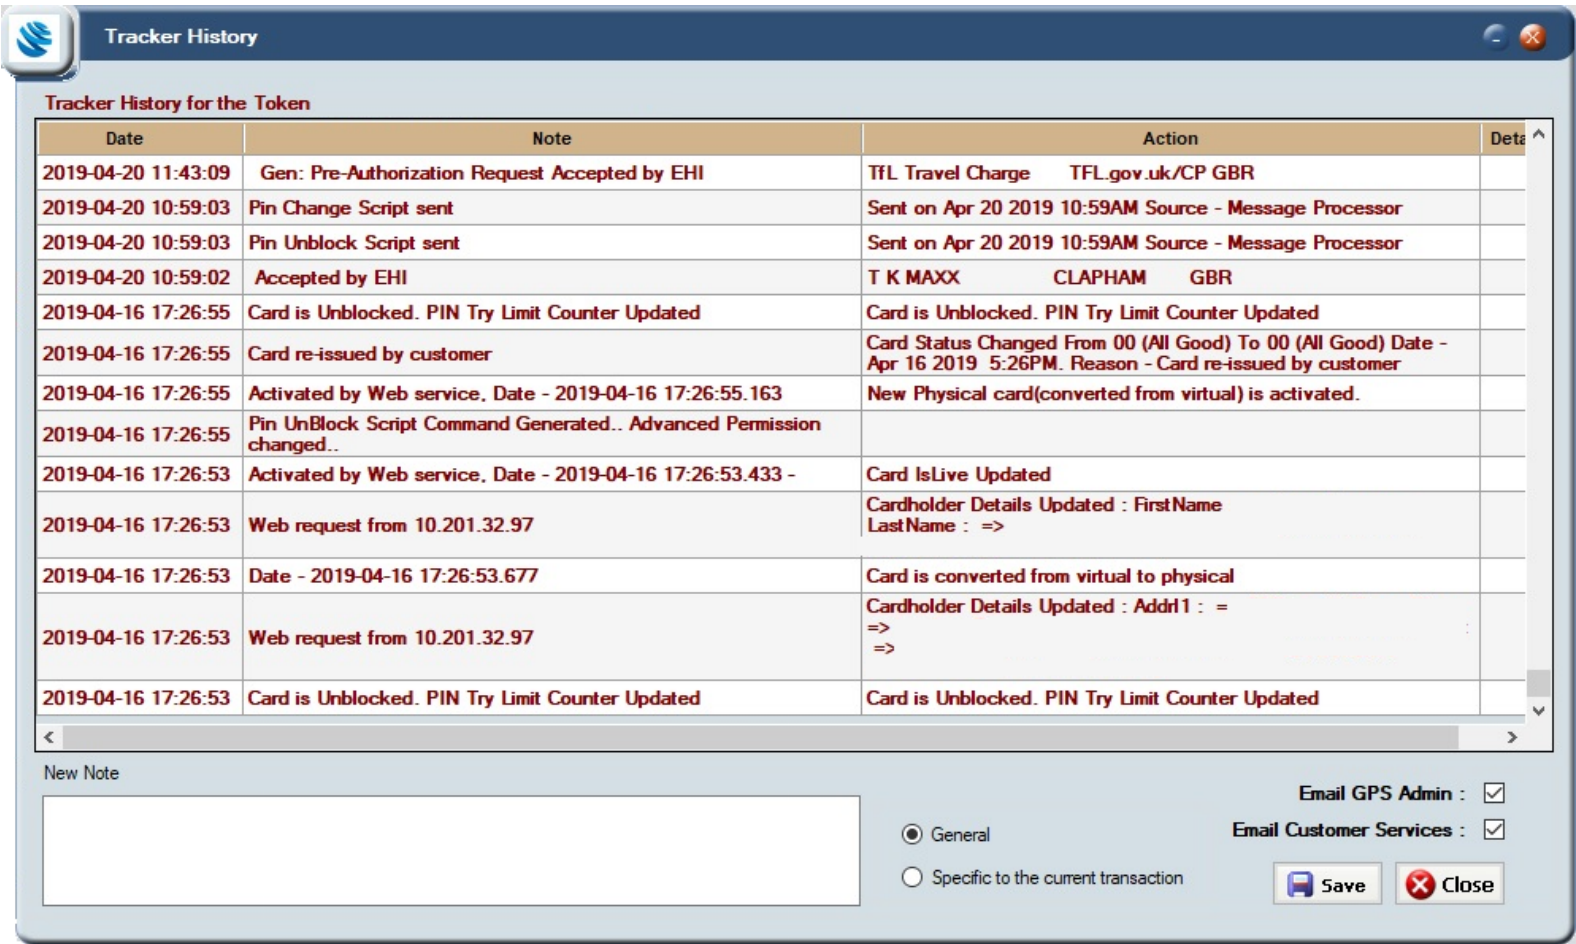 Tracker History
Tracker History for the Token
Date Note Action Deta
2019-04-20 11:43:09 Gen: Pre-Authorization Request Accepted by EHI TfL Travel Charge TFL.gov.uk/CP GBR
2019-04-20 10:59:03 Pin Change Script sent Sent on Apr 20 2019 10:59AM Source - Message Processor
2019-04-20 10:59:03 Pin Unblock Script sent Sent on Apr 20 2019 10:59AM Source - Message Processor
2019-04-20 10:59:02 Accepted by EHI T K MAXX CLAPHAM GBR
2019-04-16 17:26:55 Card is Unblocked. PIN Try Limit Counter Updated Card is Unblocked. PIN Try Limit Counter Updated
2019-04-16 17:26:55 Card re-issued by customer Card Status Changed From 00 (All Good) To 00 (All Good) Date -
Apr 16 2019 5:26PM. Reason - Card re-issued by customer
2019-04-16 17:26:55 Activated by Web service, Date - 2019-04-16 17:26:55.163 New Physical card(converted from virtual) is activated.
2019-04-16 17:26:55 Pin UnBlock Script Command Generated.. Advanced Permission
changed..
2019-04-16 17:26:53 Activated by Web service, Date - 2019-04-16 17:26:53.433 - Card IsLive Updated
2019-04-16 17:26:53 Web request from 10.201.32.97 Cardholder Details Updated : FirstName
LastName : =>
2019-04-16 17:26:53 Date - 2019-04-16 17:26:53.677 Card is converted from virtual to physical
2019-04-16 17:26:53 Web request from 10.201.32.97 Cardholder Details Updated : Addrl1 : =
=>
=>
2019-04-16 17:26:53 Card is Unblocked. PIN Try Limit Counter Updated Card is Unblocked. PIN Try Limit Counter Updated
New Note
Email GPS Admin :
General
Email Customer Services :
Specific to the current transaction
Save Close